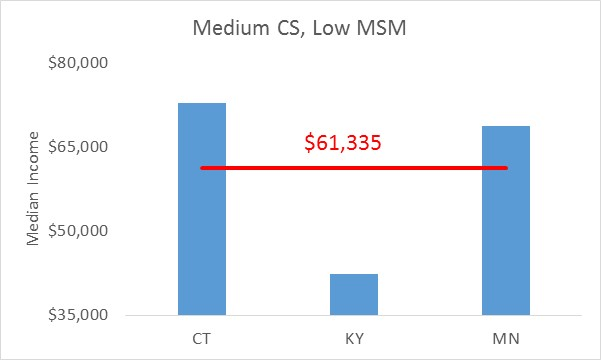 Medium CS, Low MSM
$80,000
$65,000
$50,000
$35,000
Median Income
$61,335
CT
KY
MN